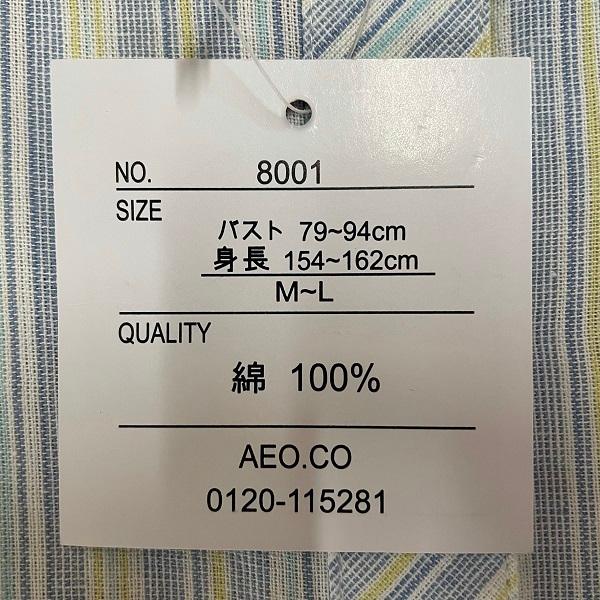 NO. 8001
SIZE
バスト 79~94cm
身長 154~162cm
M~L
QUALITY
綿 100%
AEO.CO
0120-115281